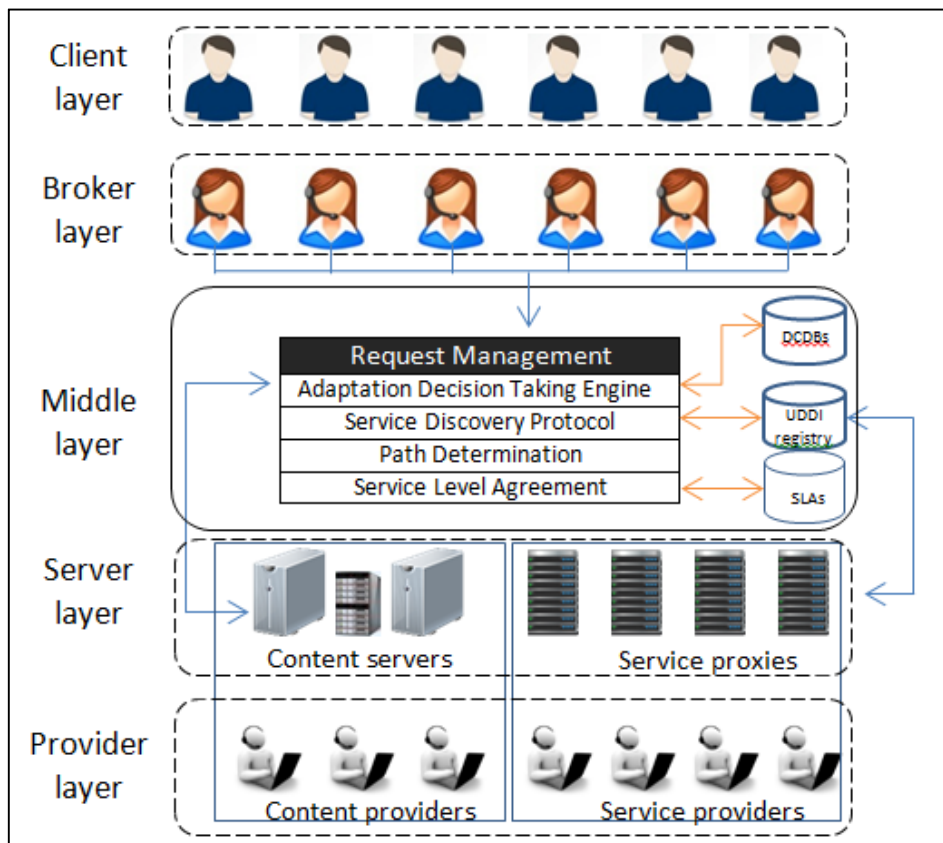 Client
layer
Broker
layer
Middle
layer
Request Management
Adaptation Decision Taking Engine
Service Discovery Protocol
Path Determination
Service Level Agreement
DCDBs
UDDI
registry
SLAs
Server
layer
Content servers
Service proxies
Provider
layer
Content providers
Service providers